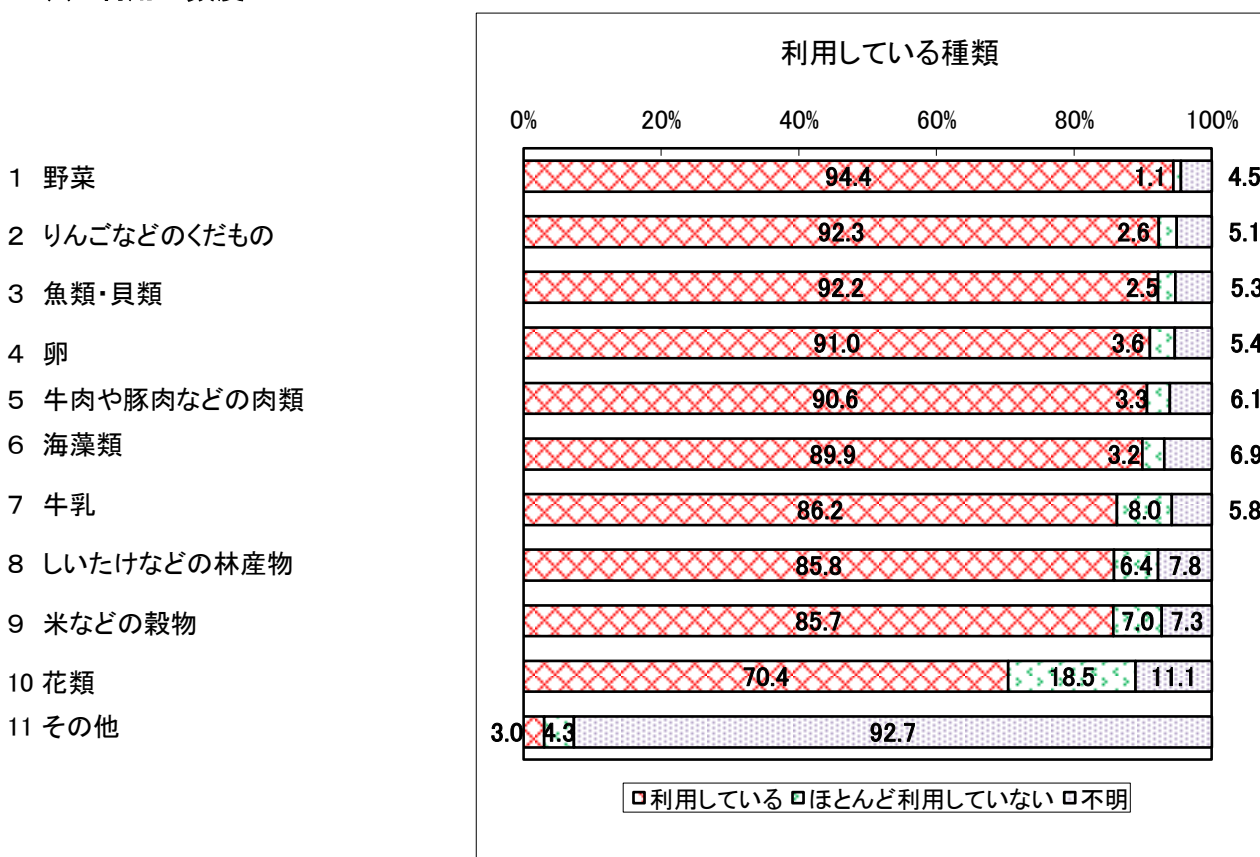 利用している種類
0% 20% 40% 60% 80% 100%
1 野菜 94.4 1.1 4.5
2 りんごなどのくだもの 92.3 2.6 5.1
3 魚類・貝類 92.2 2.5 5.3
4 卵 91.0 3.6 5.4
5 牛肉や豚肉などの肉類 90.6 3.3 6.1
6 海藻類 89.9 3.2 6.9
7 牛乳 86.2 8.0 5.8
8 しいたけなどの林産物 85.8 6.4 7.8
9 米などの穀物 85.7 7.0 7.3
10 花類 70.4 18.5 11.1
11 その他 3.0 4.3 92.7
利用している ほとんど利用していない 不明